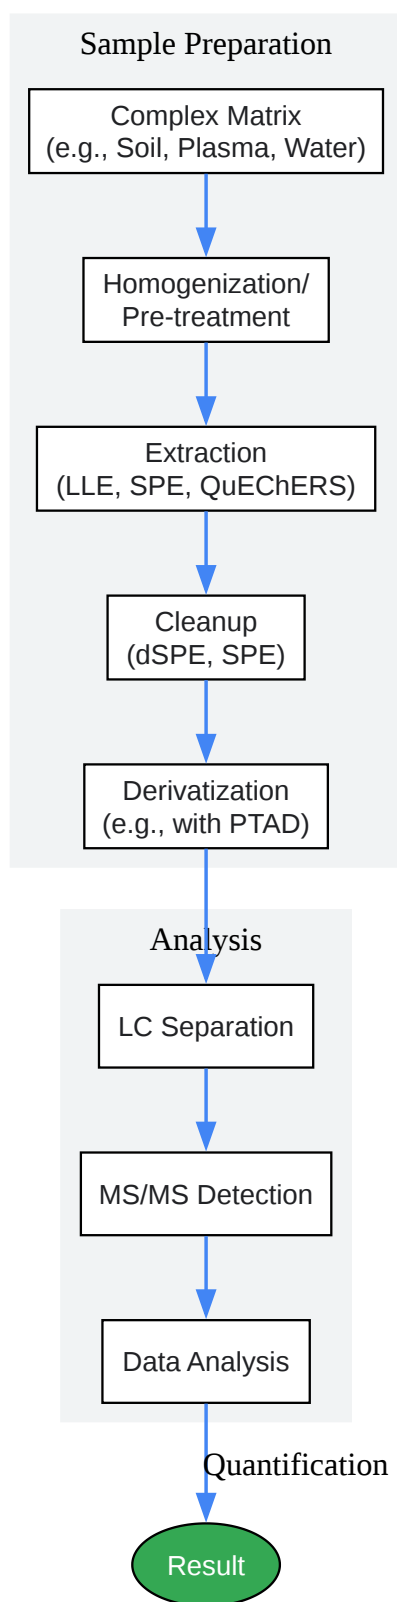 Sample Preparation
Complex Matrix
(e.g., Soil, Plasma, Water)
Homogenization/
Pre-treatment
Extraction
(LLE, SPE, QuEChERS)
Cleanup
(dSPE, SPE)
Derivatization
(e.g., with PTAD)
Analysis
LC Separation
MS/MS Detection
Data Analysis
Quantification
Result